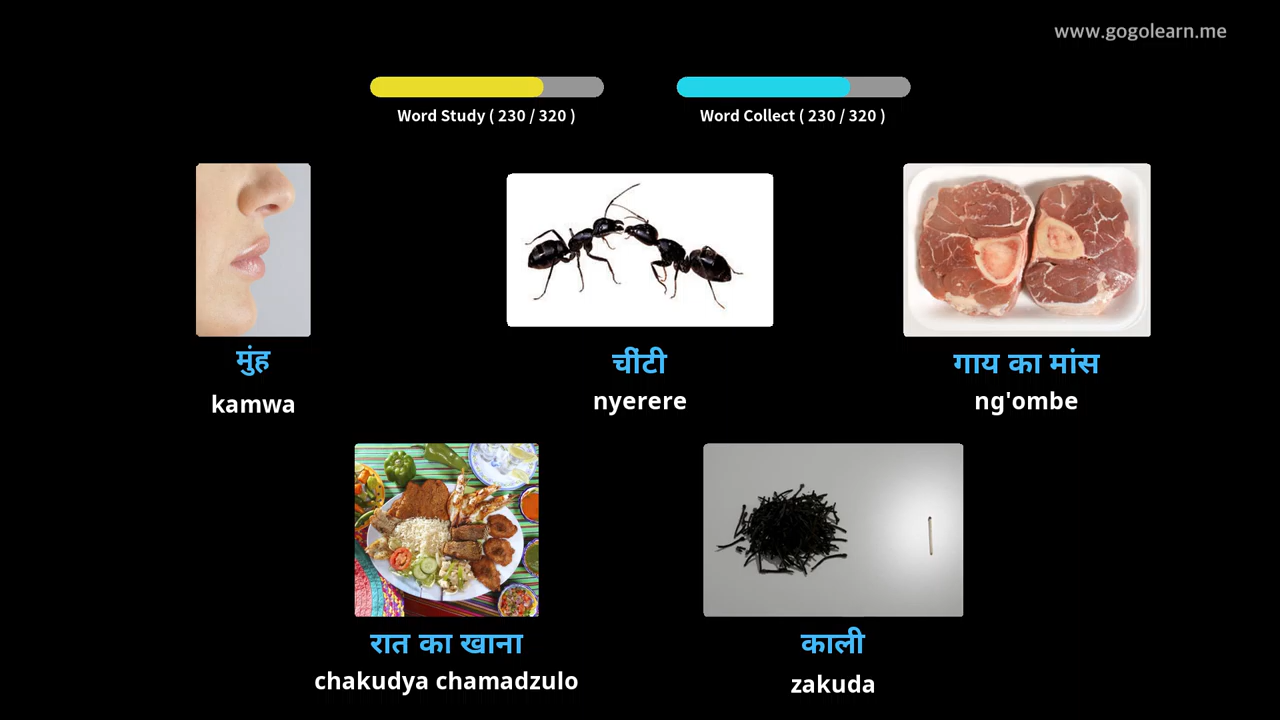 www.gogolearn.me
Word Study ( 230 / 320 )
Word Collect ( 230 / 320 )
मुंह
kamwa
चींटी
nyerere
गाय का मांस
ng'ombe
रात का खाना
chakudya chamadzulo
काली
zakuda